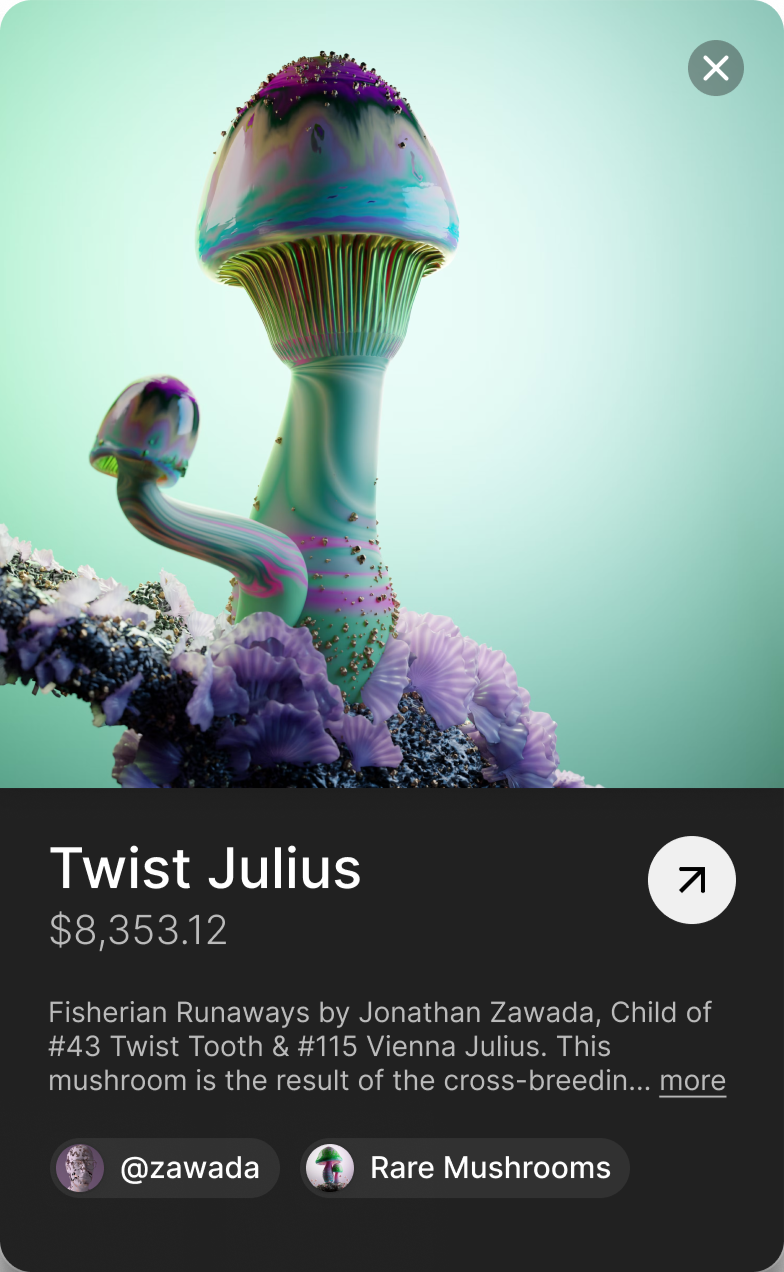 Twist Julius
$8,353.12
Fisherian Runaways by Jonathan Zawada, Child of
#43 Twist Tooth & #115 Vienna Julius. This
mushroom is the result of the cross-breedin... more
@zawada
Rare Mushrooms